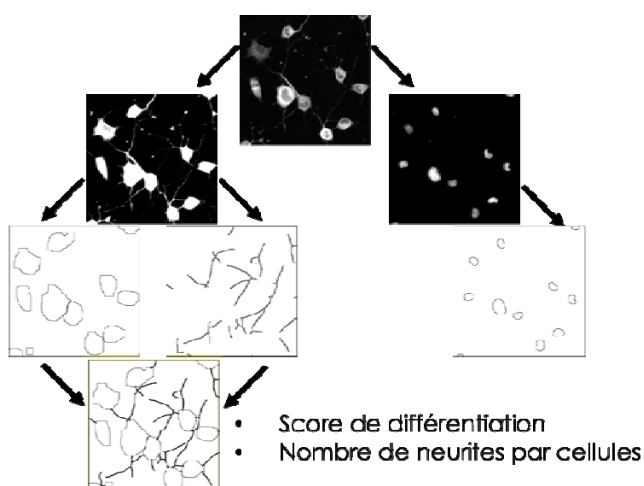 • Score de différentiation
• Nombre de neurites par cellules